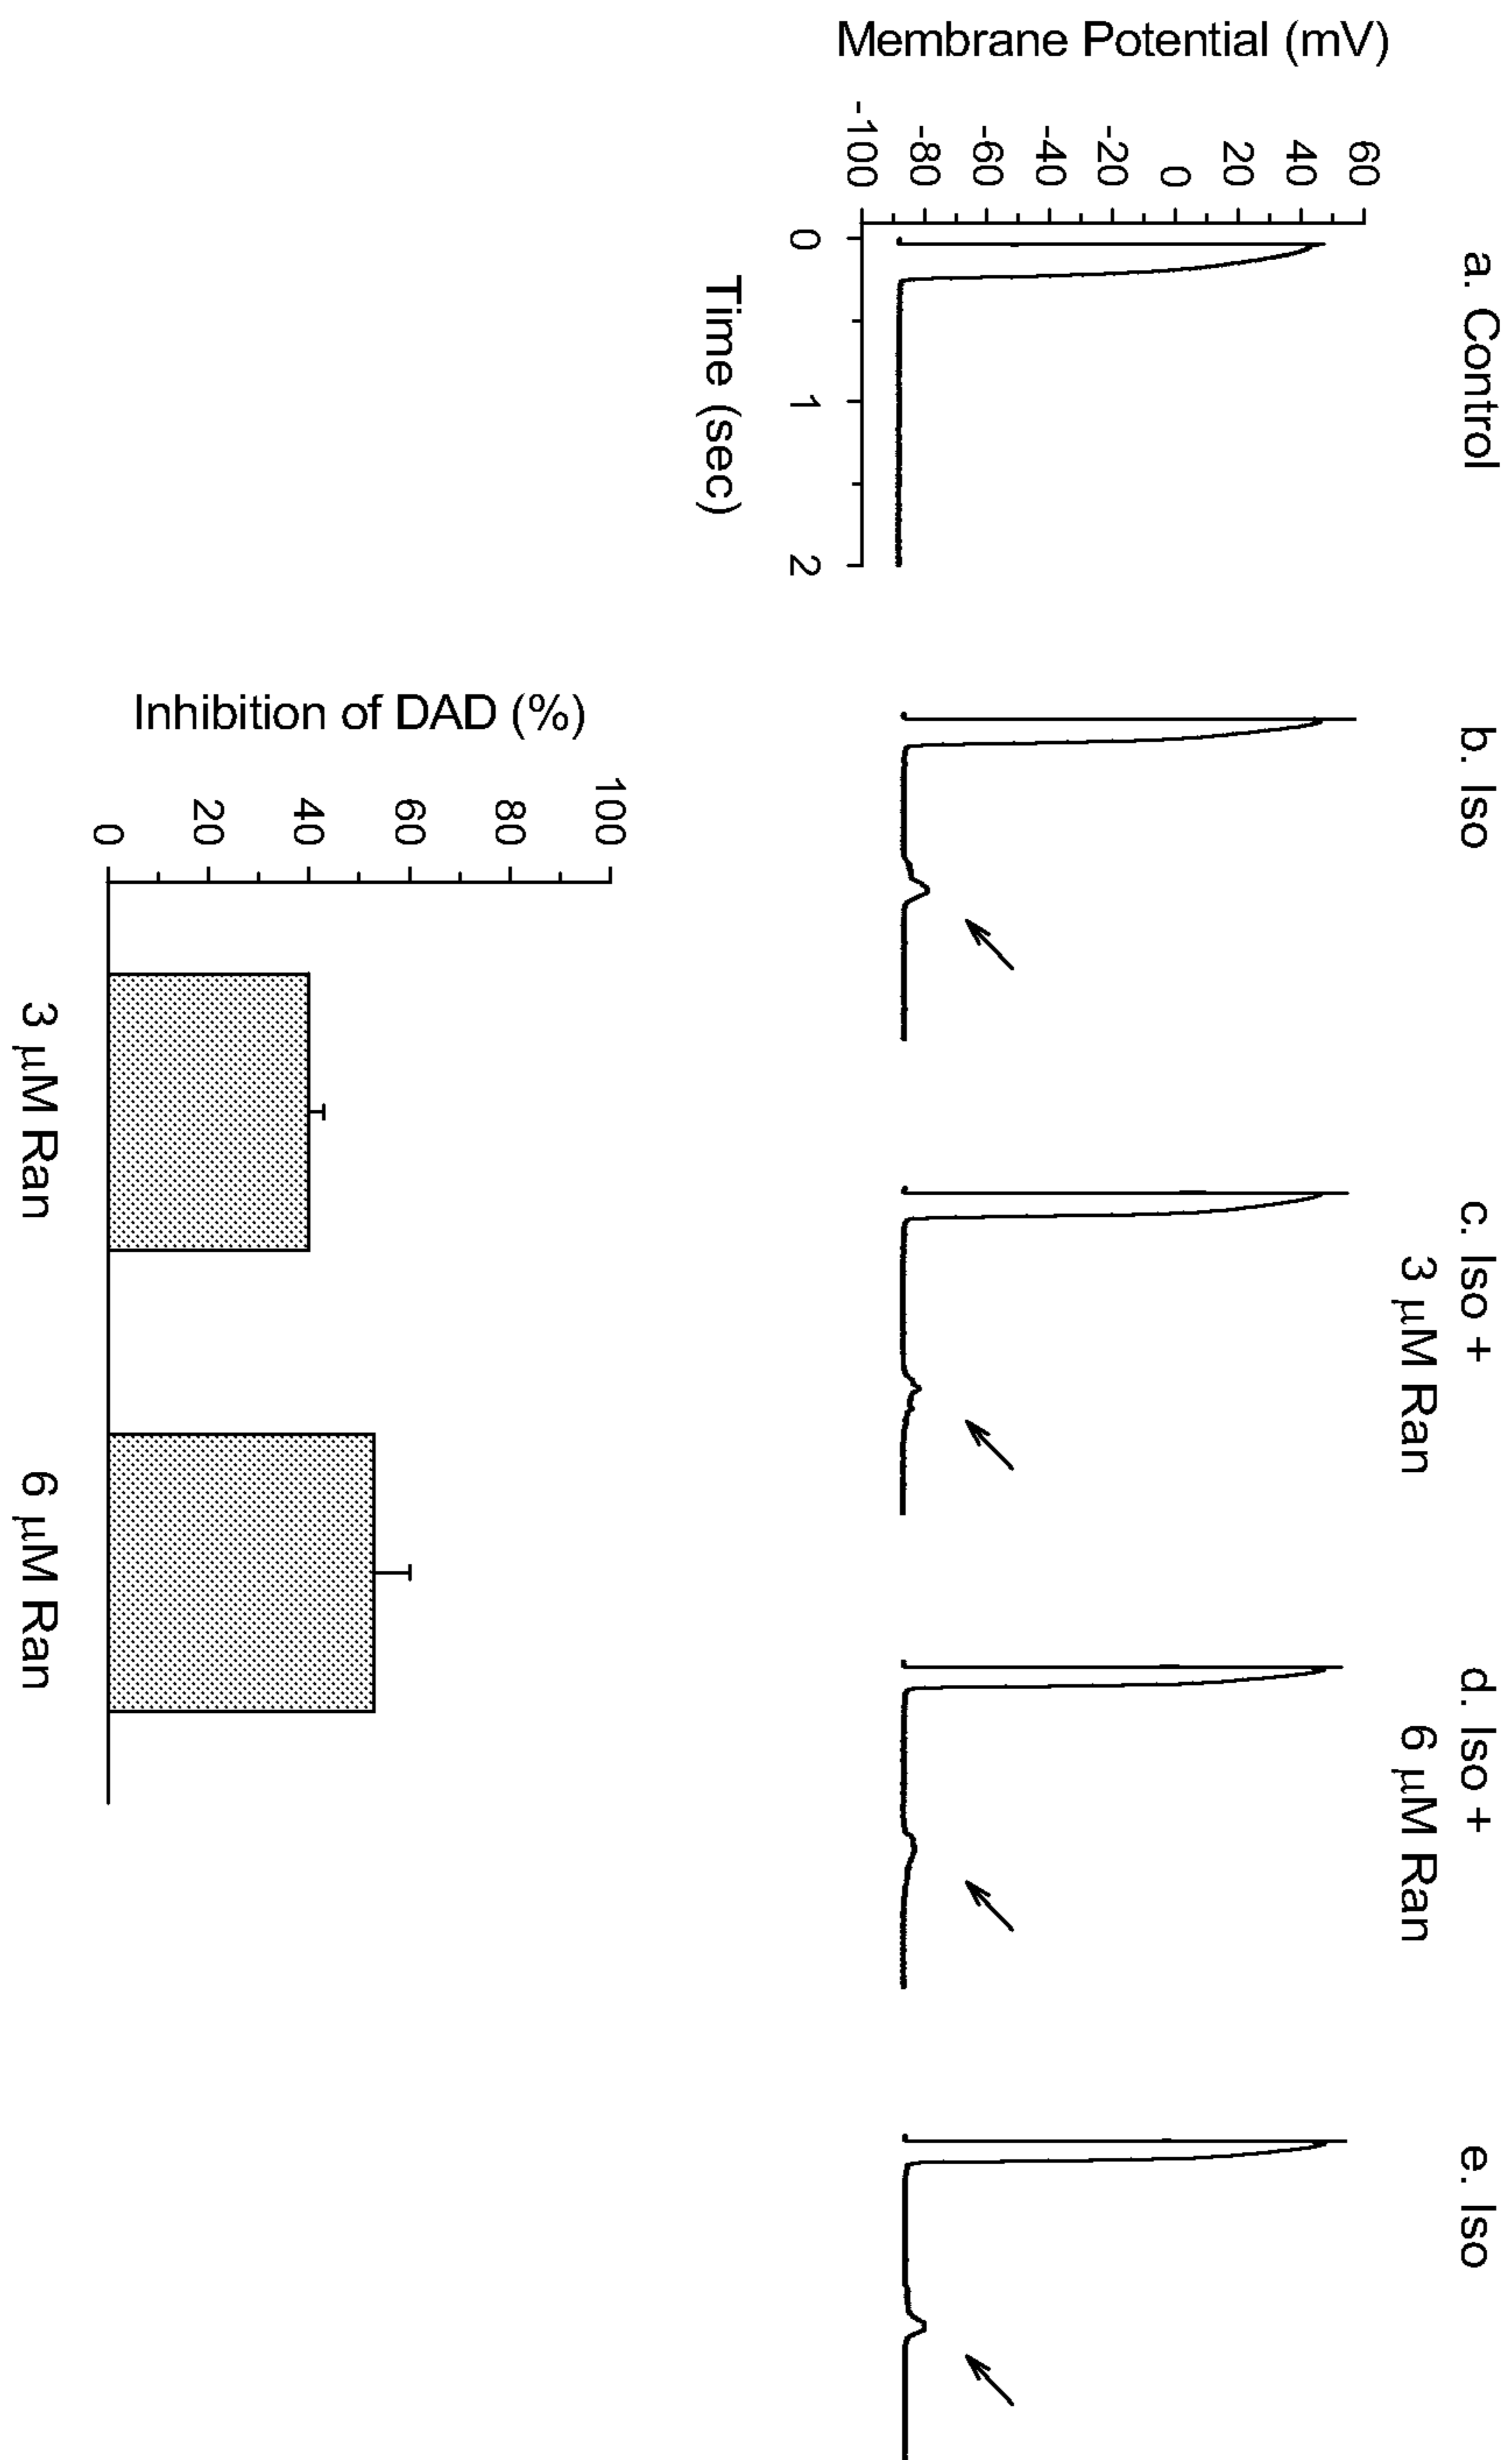 a. Control
b. Iso
c. Iso +
3 μM Ran
d. Iso +
6 μM Ran
e. Iso
Membrane Potential (mV)
60
40
20
0
-20
-40
-60
-80
-100
0
1
2
Time (sec)
Inhibition of DAD (%)
100
80
60
40
20
0
3 μM Ran
6 μM Ran